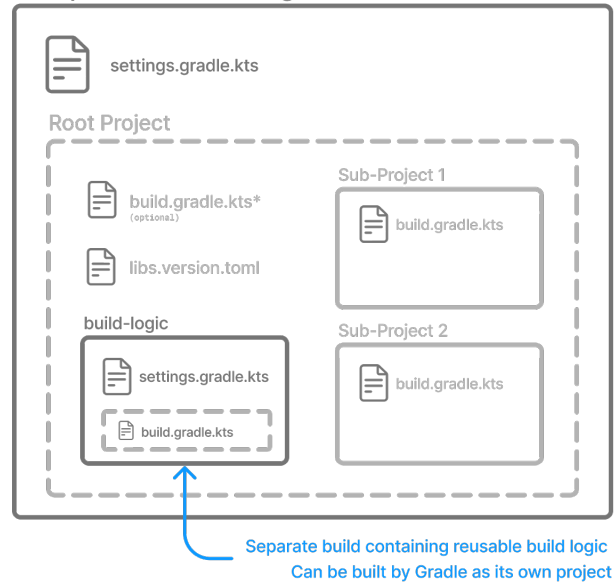 settings.gradle.kts
Root Project
Sub-Project 1
build.gradle.kts*
(optional)
build.gradle.kts
libs.version.toml
build-logic
Sub-Project 2
settings.gradle.kts
build.gradle.kts
build.gradle.kts
Separate build containing reusable build logic
Can be built by Gradle as its own project